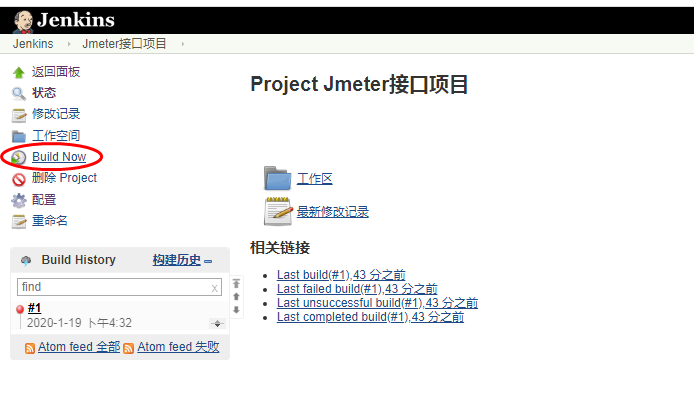 Jenkins
Jenkins › Jmeter接口项目 ›
返回面板
状态
修改记录
工作空间
Build Now
删除 Project
配置
重命名
Project Jmeter接口项目
工作区
最新修改记录
相关链接
Last build(#1),43 分之前
Last failed build(#1),43 分之前
Last unsuccessful build(#1),43 分之前
Last completed build(#1),43 分之前
Build History 构建历史
find x
#1
2020-1-19 下午4:32
Atom feed 全部 Atom feed 失败